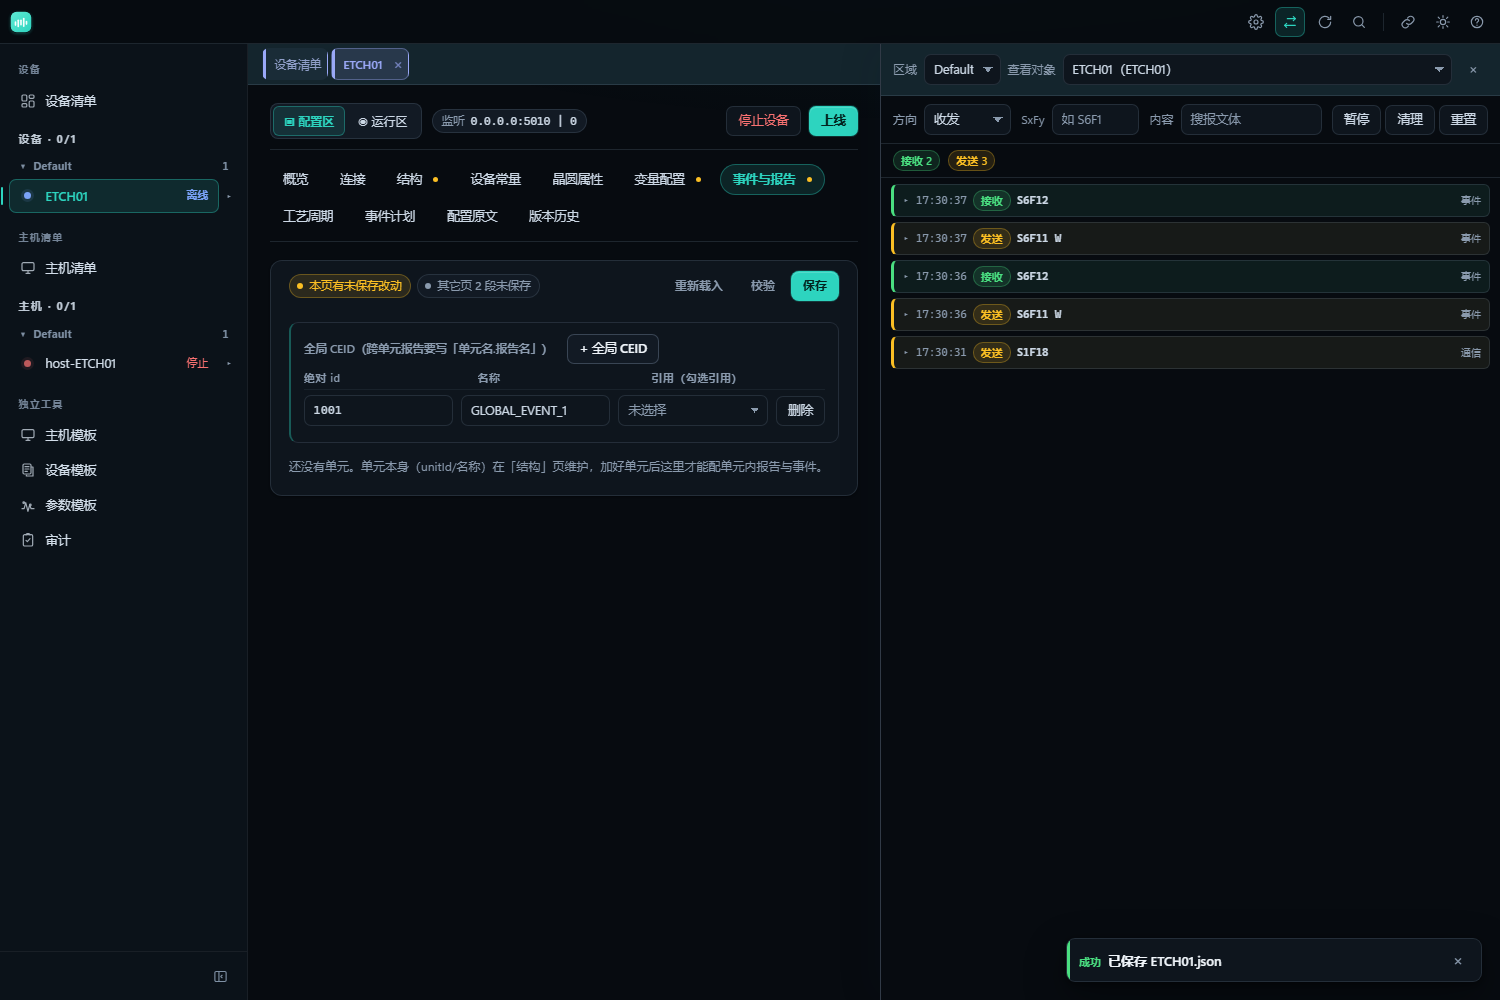 设备
设备清单
设备 · 0/1
Default 1
ETCH01 离线
主机清单
主机清单
主机 · 0/1
Default 1
host-ETCH01 停止
独立工具
主机模板
设备模板
参数模板
审计
设备清单 ETCH01 ×
配置区 运行区 监听 0.0.0.0:5010 | 0 停止设备 上线
概览 连接 结构 设备常量 晶圆属性 变量配置 事件与报告
工艺周期 事件计划 配置原文 版本历史
本页有未保存改动 其它页 2 段未保存 重新载入 校验 保存
全局 CEID（跨单元报告要写「单元名.报告名」） + 全局 CEID
绝对 id 名称 引用（勾选引用）
1001 GLOBAL_EVENT_1 未选择 删除
还没有单元。单元本身（unitId/名称）在「结构」页维护，加好单元后这里才能配单元内报告与事件。
区域 Default 查看对象 ETCH01（ETCH01） ×
方向 收发 SxFy 如 S6F1 内容 搜报文体 暂停 清理 重置
接收 2 发送 3
17:30:37 接收 S6F12 事件
17:30:37 发送 S6F11 W 事件
17:30:36 接收 S6F12 事件
17:30:36 发送 S6F11 W 事件
17:30:31 发送 S1F18 通信
成功 已保存 ETCH01.json ×